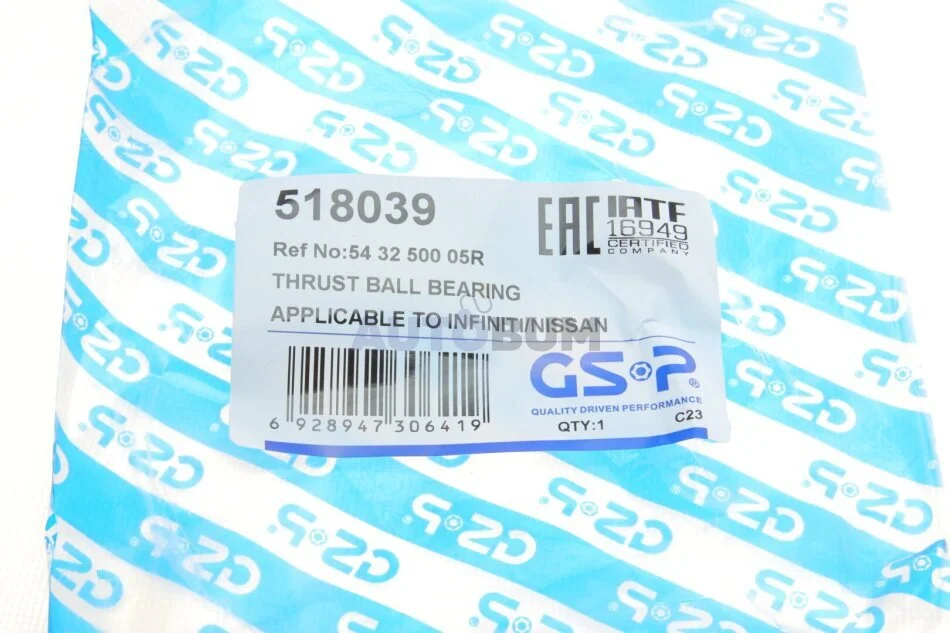 518039
EAC
IATF
16949
CERTIFIED
COMPANY
Ref No:54 32 500 05R
THRUST BALL BEARING
APPLICABLE TO INFINITI/NISSAN
AUTOBUM
GSP®
QUALITY DRIVEN PERFORMANCE
6 928947 306419
QTY:1
C23